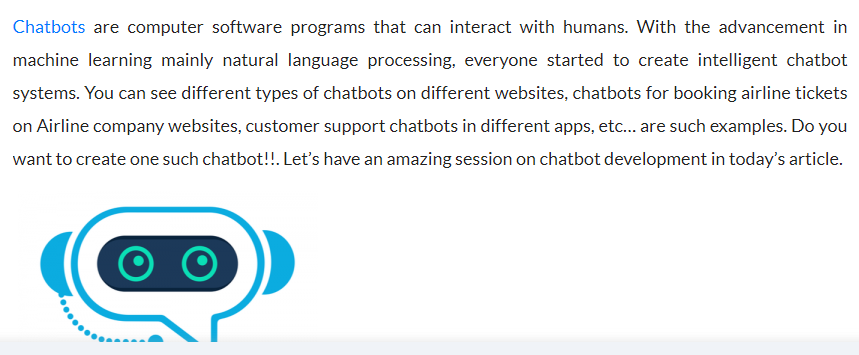 Chatbots are computer software programs that can interact with humans. With the advancement in
machine learning mainly natural language processing, everyone started to create intelligent chatbot
systems. You can see different types of chatbots on different websites, chatbots for booking airline tickets
on Airline company websites, customer support chatbots in different apps, etc... are such examples. Do you
want to create one such chatbot!!. Let's have an amazing session on chatbot development in today's article.